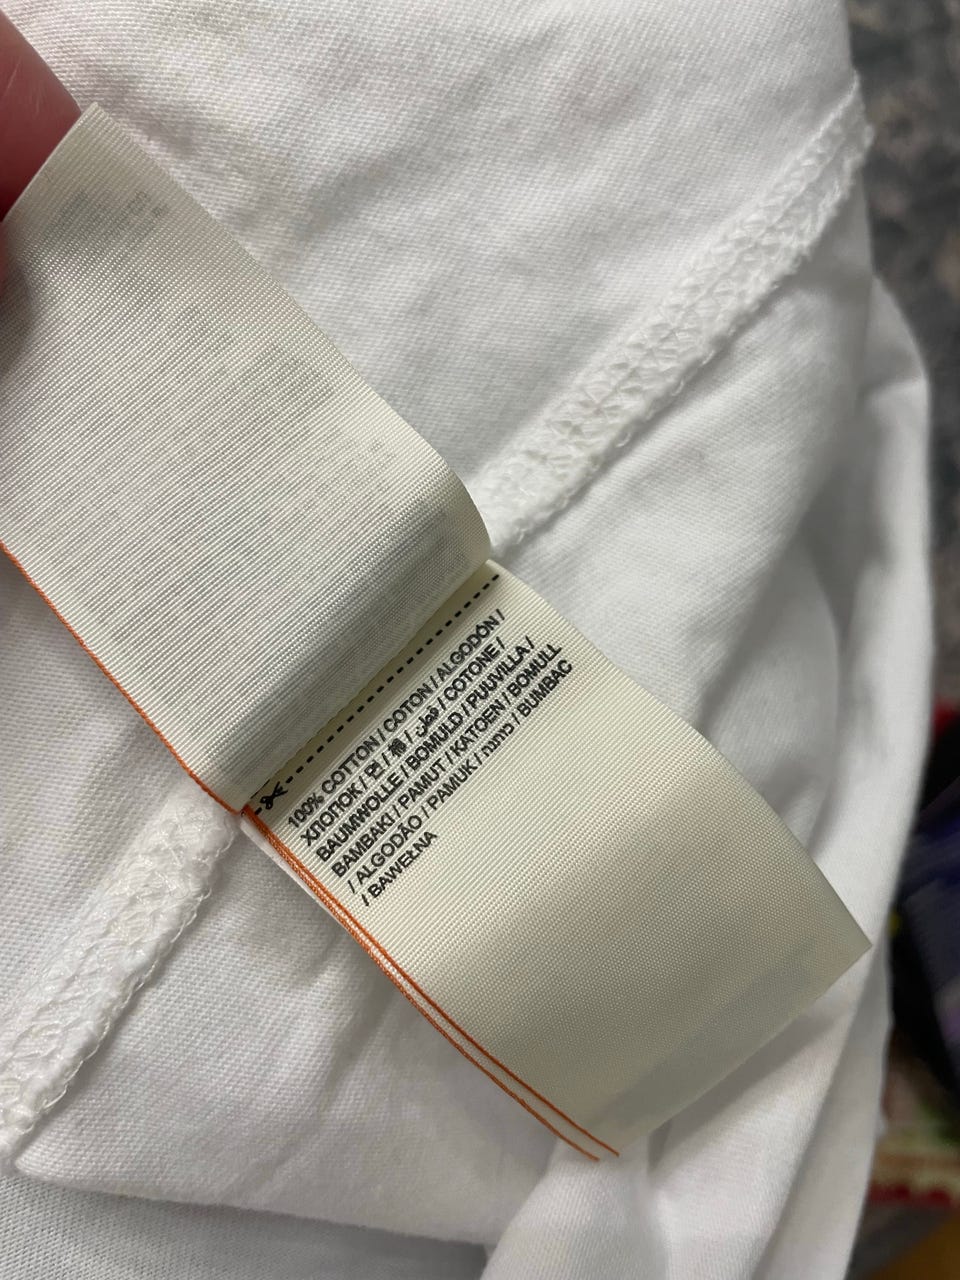 100% COTTON / COTON / ALGODÓN /
ХЛОПОК / 면 / 棉 / قطن / COTONE /
BAUMWOLLE / BOMULD / PUUVILLA /
BAMBAKI / PAMUT / KATOEN / BOMULL
/ ALGODÃO / PAMUK / כותנה / BUMBAC
/ BAWEŁNA